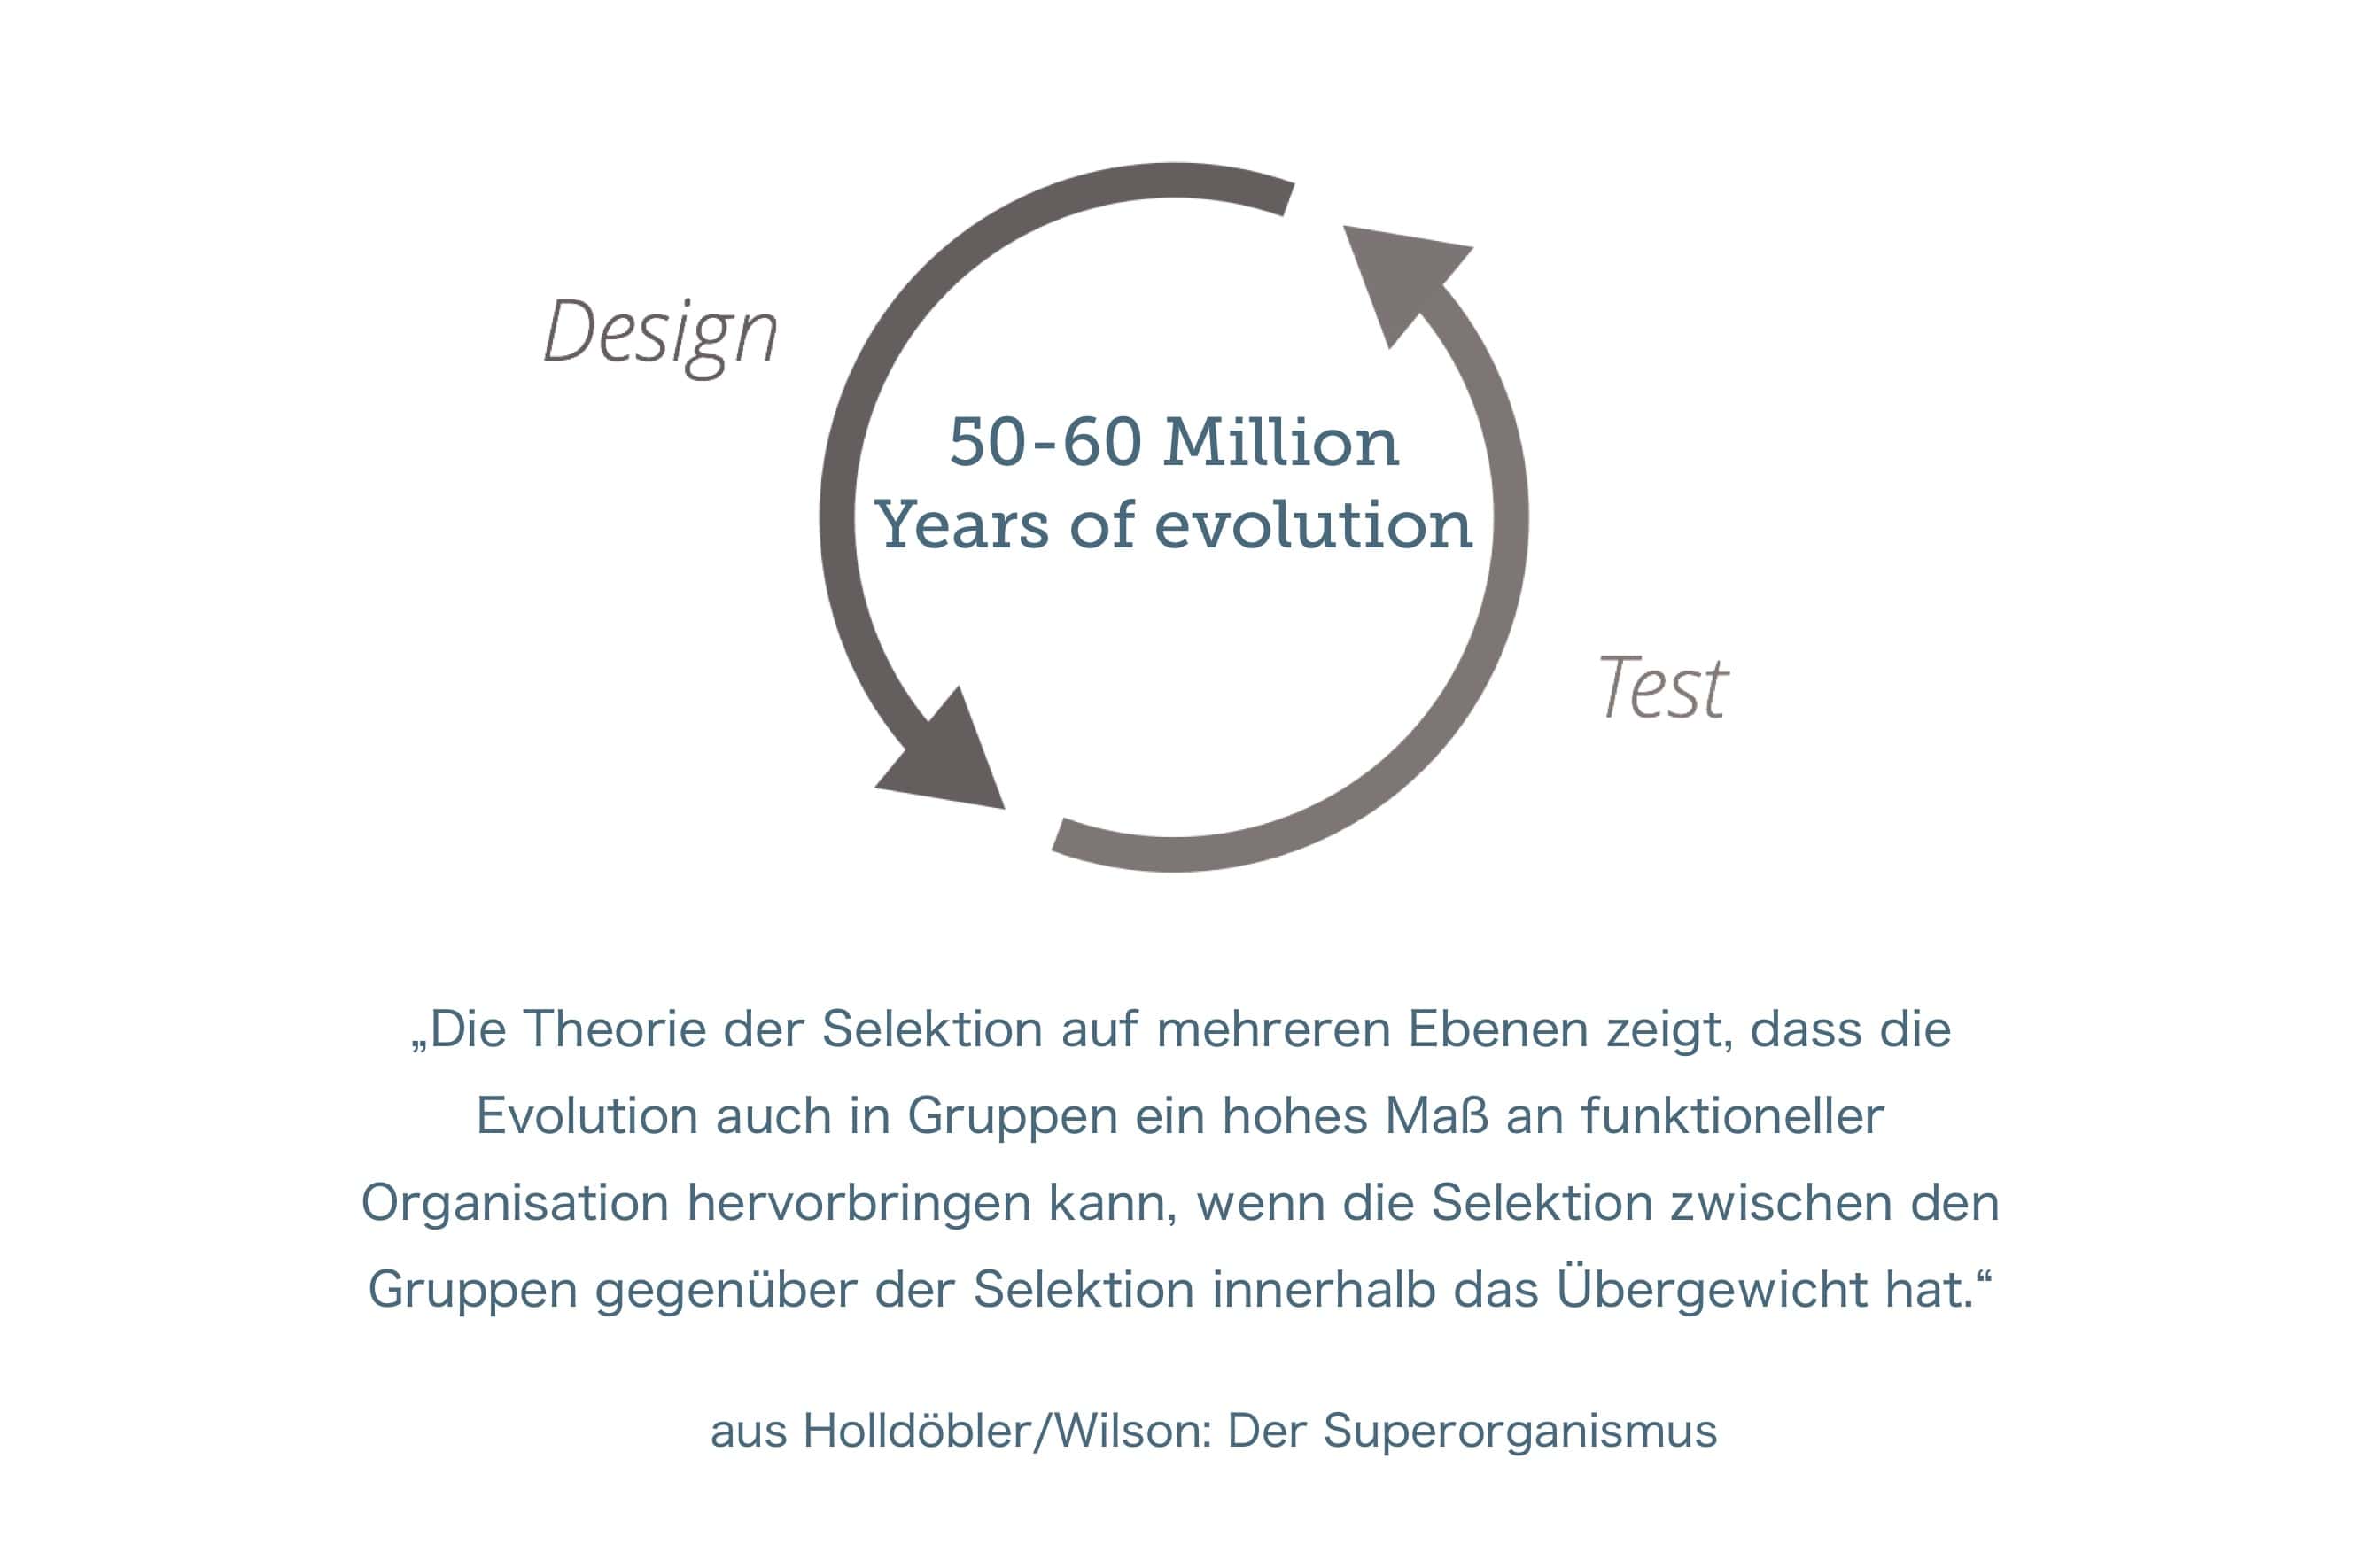 Design
50-60 Million
Years of evolution
Test
„Die Theorie der Selektion auf mehreren Ebenen zeigt, dass die
Evolution auch in Gruppen ein hohes Maß an funktioneller
Organisation hervorbringen kann, wenn die Selektion zwischen den
Gruppen gegenüber der Selektion innerhalb das Übergewicht hat.“
aus Holldöbler/Wilson: Der Superorganismus